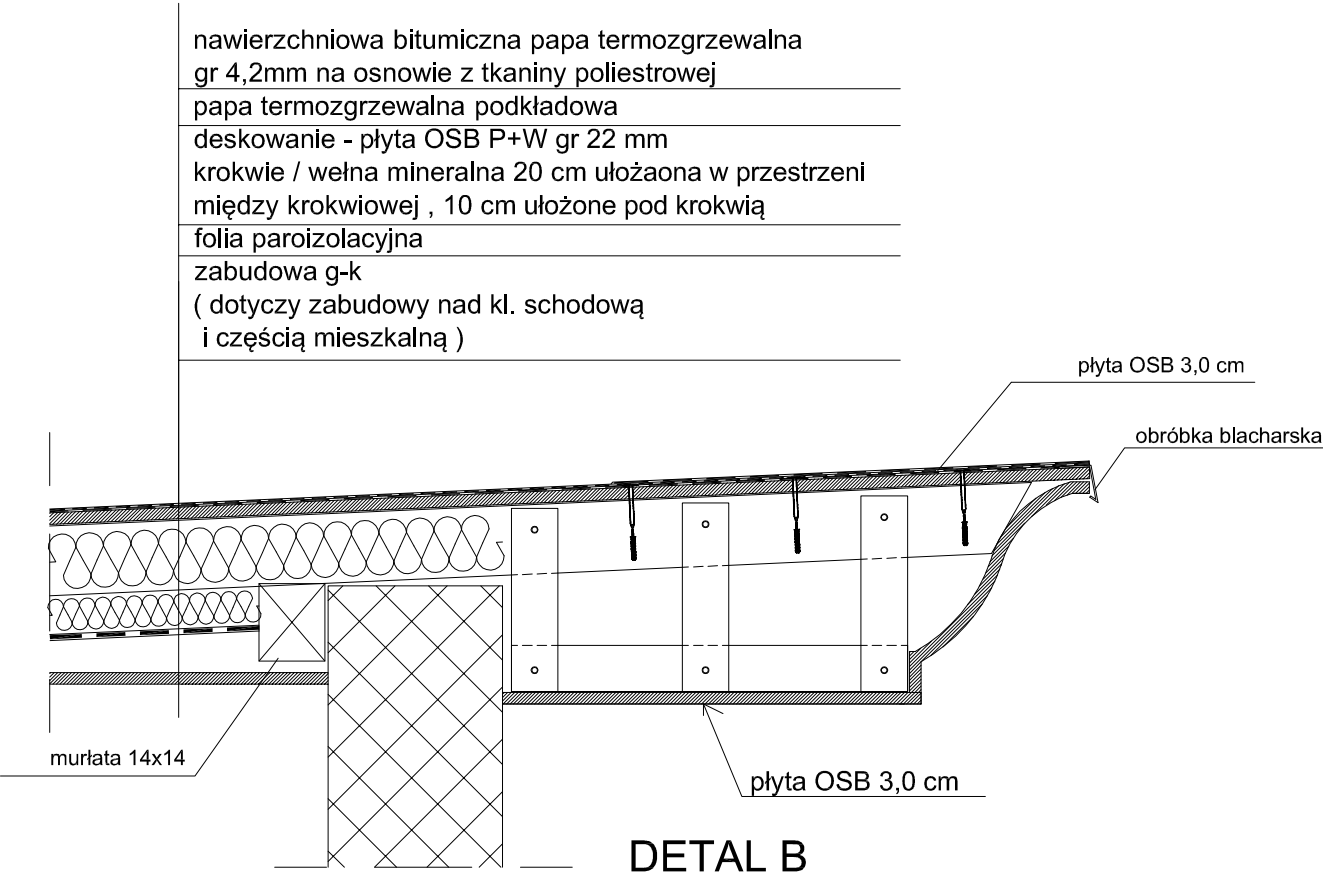 nawierzchniowa bitumiczna papa termozgrzewalna
gr 4,2mm na osnowie z tkaniny poliestrowej
papa termozgrzewalna podkładowa
deskowanie - płyta OSB P+W gr 22 mm
krokwie / wełna mineralna 20 cm ułożaona w przestrzeni
między krokwiowej , 10 cm ułożone pod krokwią
folia paroizolacyjna
zabudowa g-k
( dotyczy zabudowy nad kl. schodową
i częścią mieszkalną )
płyta OSB 3,0 cm
obróbka blacharska
murłata 14x14
płyta OSB 3,0 cm
DETAL B